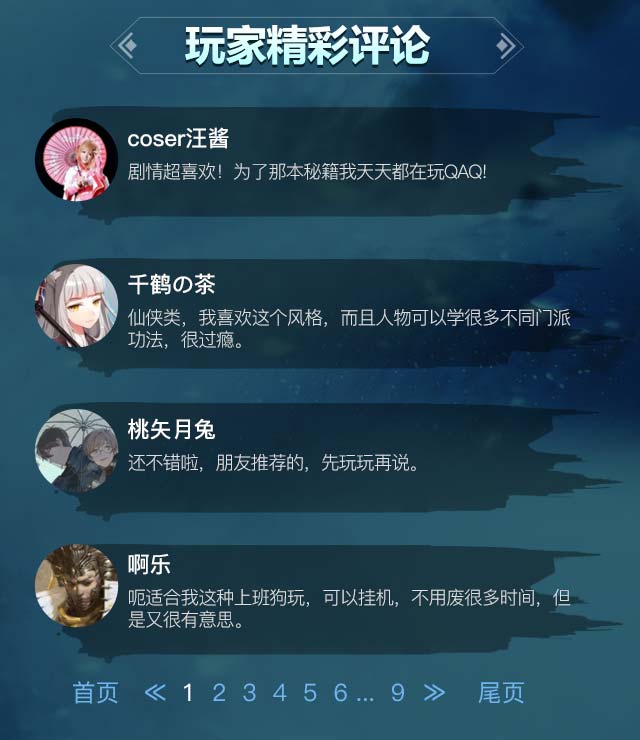 玩家精彩评论
coser汪酱
剧情超喜欢！为了那本秘籍我天天都在玩QAQ!
千鹤の茶
仙侠类，我喜欢这个风格，而且人物可以学很多不同门派
功法，很过瘾。
桃矢月兔
还不错啦，朋友推荐的，先玩玩再说。
啊乐
呃适合我这种上班狗玩，可以挂机，不用废很多时间，但
是又很有意思。
首页 ≪ 1 2 3 4 5 6 ... 9 ≫ 尾页